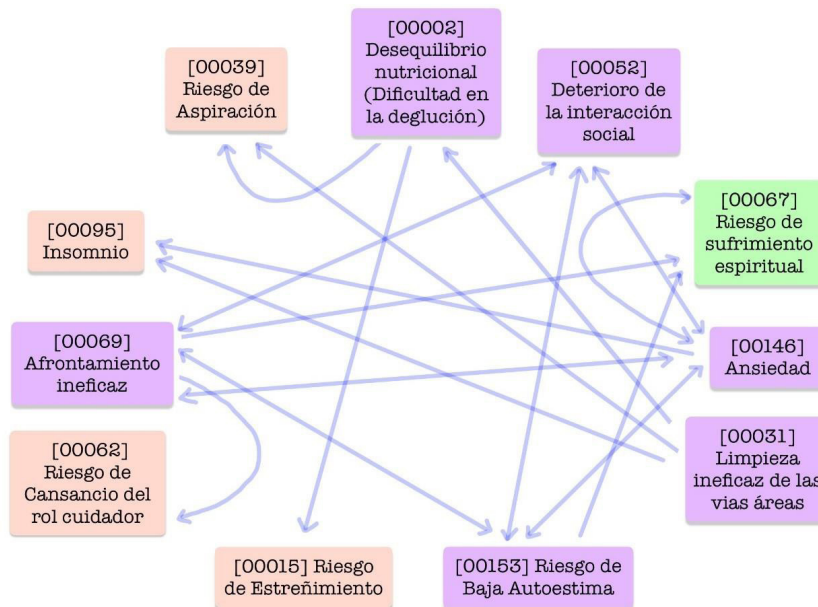 [00039]
Riesgo de
Aspiración
[00002]
Desequilibrio
nutricional
(Dificultad en
la deglución)
[00052]
Deterioro de
la interacción
social
[00067]
Riesgo de
sufrimiento
espiritual
[00095]
Insomnio
[00069]
Afrontamiento
ineficaz
[00146]
Ansiedad
[00062]
Riesgo de
Cansancio del
rol cuidador
[00031]
Limpieza
ineficaz de las
vias áreas
[00015] Riesgo
de Estreñimiento
[00153] Riesgo de
Baja Autoestima